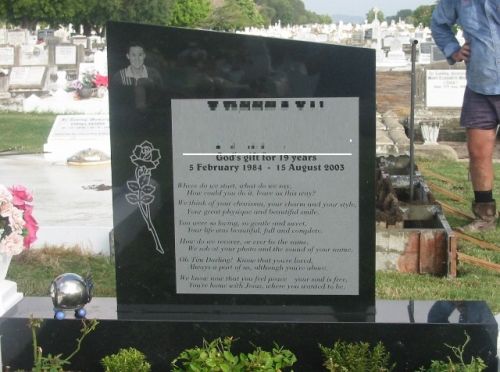 God's gift for 19 years
5 February 1984 - 15 August 2003
Where do we start, what do we say,
How could you do it, leave us this way?
We think of your charisma, your charm and your style,
Your great physique and beautiful smile.
You were so loving, so gentle and sweet,
Your life was beautiful, full and complete.
How do we recover, or ever be the same,
We look at your photo and the sound of your name.
Oh Tim Darling! Know that you're loved,
Always a part of us, although you're above.
We know now that you feel peace - your soul is free,
You're home with Jesus, where you wanted to be.